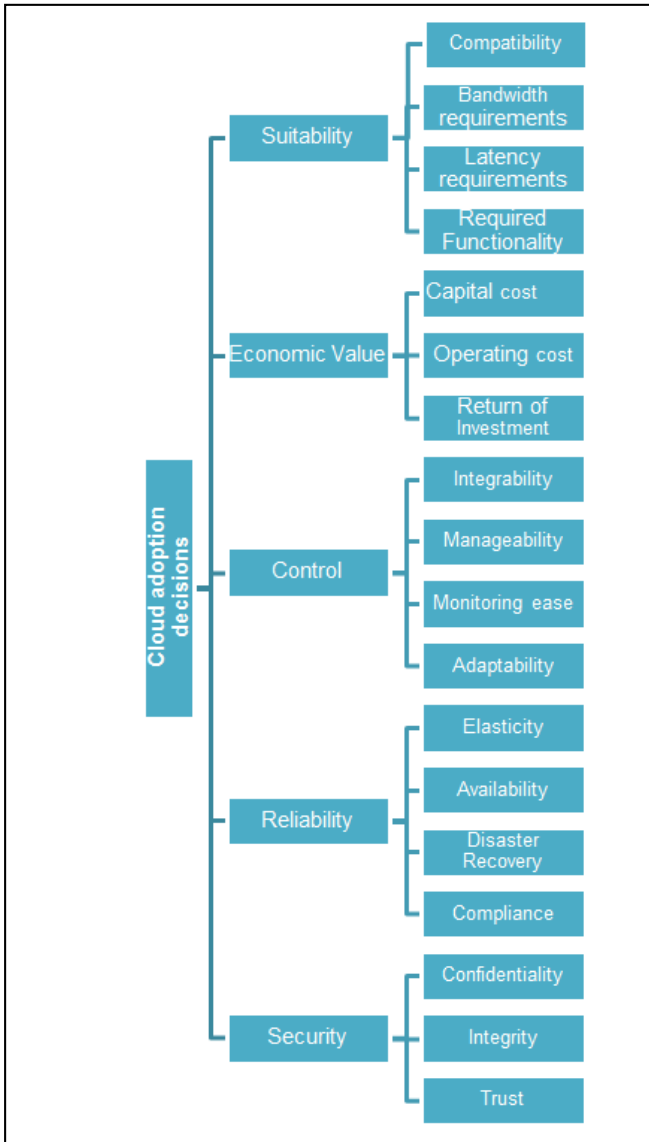 Cloud adoption
decisions
Suitability
Compatibility
Bandwidth
requirements
Latency
requirements
Required
Functionality
Economic Value
Capital cost
Operating cost
Return of
Investment
Control
Integrability
Manageability
Monitoring ease
Adaptability
Reliability
Elasticity
Availability
Disaster
Recovery
Compliance
Security
Confidentiality
Integrity
Trust